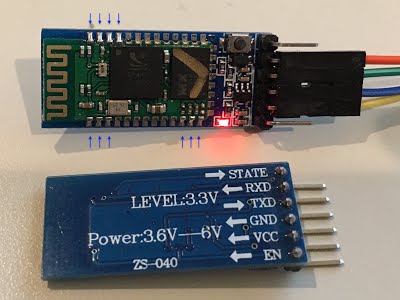 STATE
RXD
LEVEL:3.3V
TXD
GND
Power:3.6V—6V
VCC
ZS-040
EN